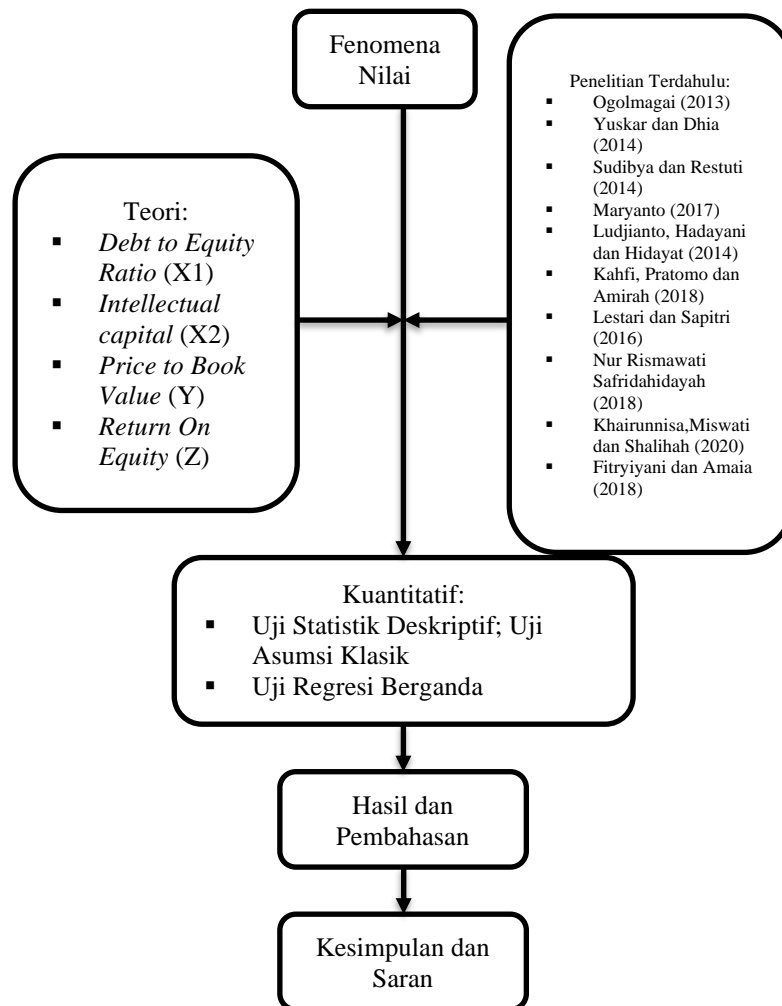 Fenomena
Nilai
Penelitian Terdahulu:
▪ Ogolmagai (2013)
▪ Yuskar dan Dhia
(2014)
▪ Sudibya dan Restuti
(2014)
▪ Maryanto (2017)
▪ Ludjianto, Hadayani
dan Hidayat (2014)
▪ Kahfi, Pratomo dan
Amirah (2018)
▪ Lestari dan Sapitri
(2016)
▪ Nur Rismawati
Safridahidayah
(2018)
▪ Khairunnisa,Miswati
dan Shalihah (2020)
▪ Fitryiyani dan Amaia
(2018)
Teori:
▪ Debt to Equity
Ratio (X1)
▪ Intellectual
capital (X2)
▪ Price to Book
Value (Y)
▪ Return On
Equity (Z)
Kuantitatif:
▪ Uji Statistik Deskriptif; Uji
Asumsi Klasik
▪ Uji Regresi Berganda
Hasil dan
Pembahasan
Kesimpulan dan
Saran